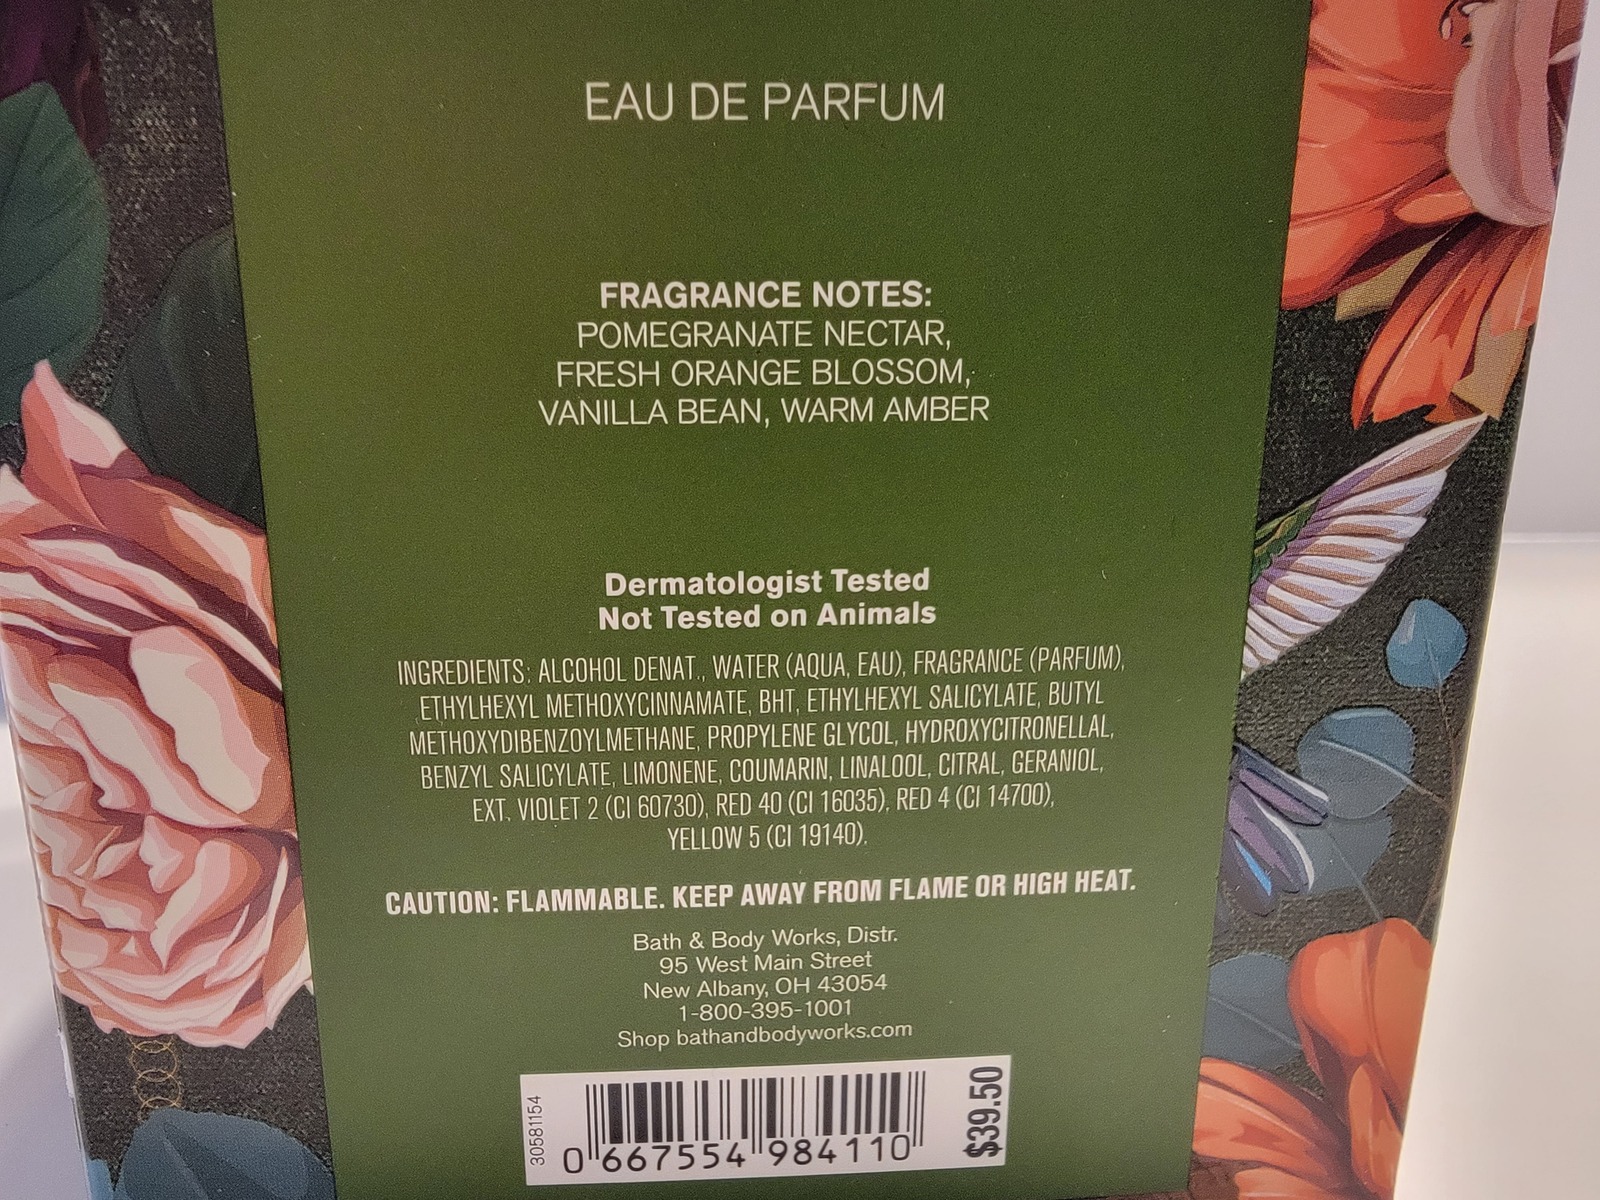 EAU DE PARFUM
FRAGRANCE NOTES:
POMEGRANATE NECTAR,
FRESH ORANGE BLOSSOM,
VANILLA BEAN, WARM AMBER
Dermatologist Tested
Not Tested on Animals
INGREDIENTS: ALCOHOL DENAT., WATER (AQUA, EAU), FRAGRANCE (PARFUM),
ETHYLHEXYL METHOXYCINNAMATE, BHT, ETHYLHEXYL SALICYLATE, BUTYL
METHOXYDIBENZOYLMETHANE, PROPYLENE GLYCOL, HYDROXYCITRONELLAL,
BENZYL SALICYLATE, LIMONENE, COUMARIN, LINALOOL, CITRAL, GERANIOL,
EXT. VIOLET 2 (CI 60730), RED 40 (CI 16035), RED 4 (CI 14700),
YELLOW 5 (CI 19140).
CAUTION: FLAMMABLE. KEEP AWAY FROM FLAME OR HIGH HEAT.
Bath & Body Works, Distr.
95 West Main Street
New Albany, OH 43054
1-800-395-1001
Shop bathandbodyworks.com
30581154
0 667554 984110
$39.50